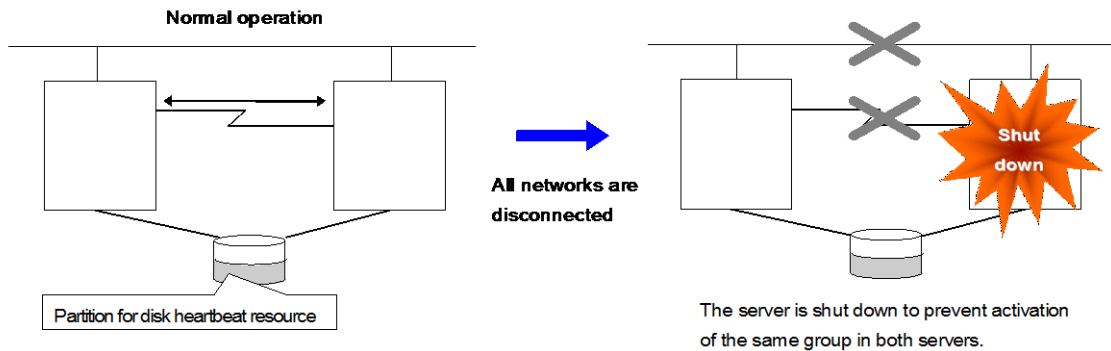 Normal operation
All networks are
disconnected
Partition for disk heartbeat resource
Shut
down
The server is shut down to prevent activation
of the same group in both servers.